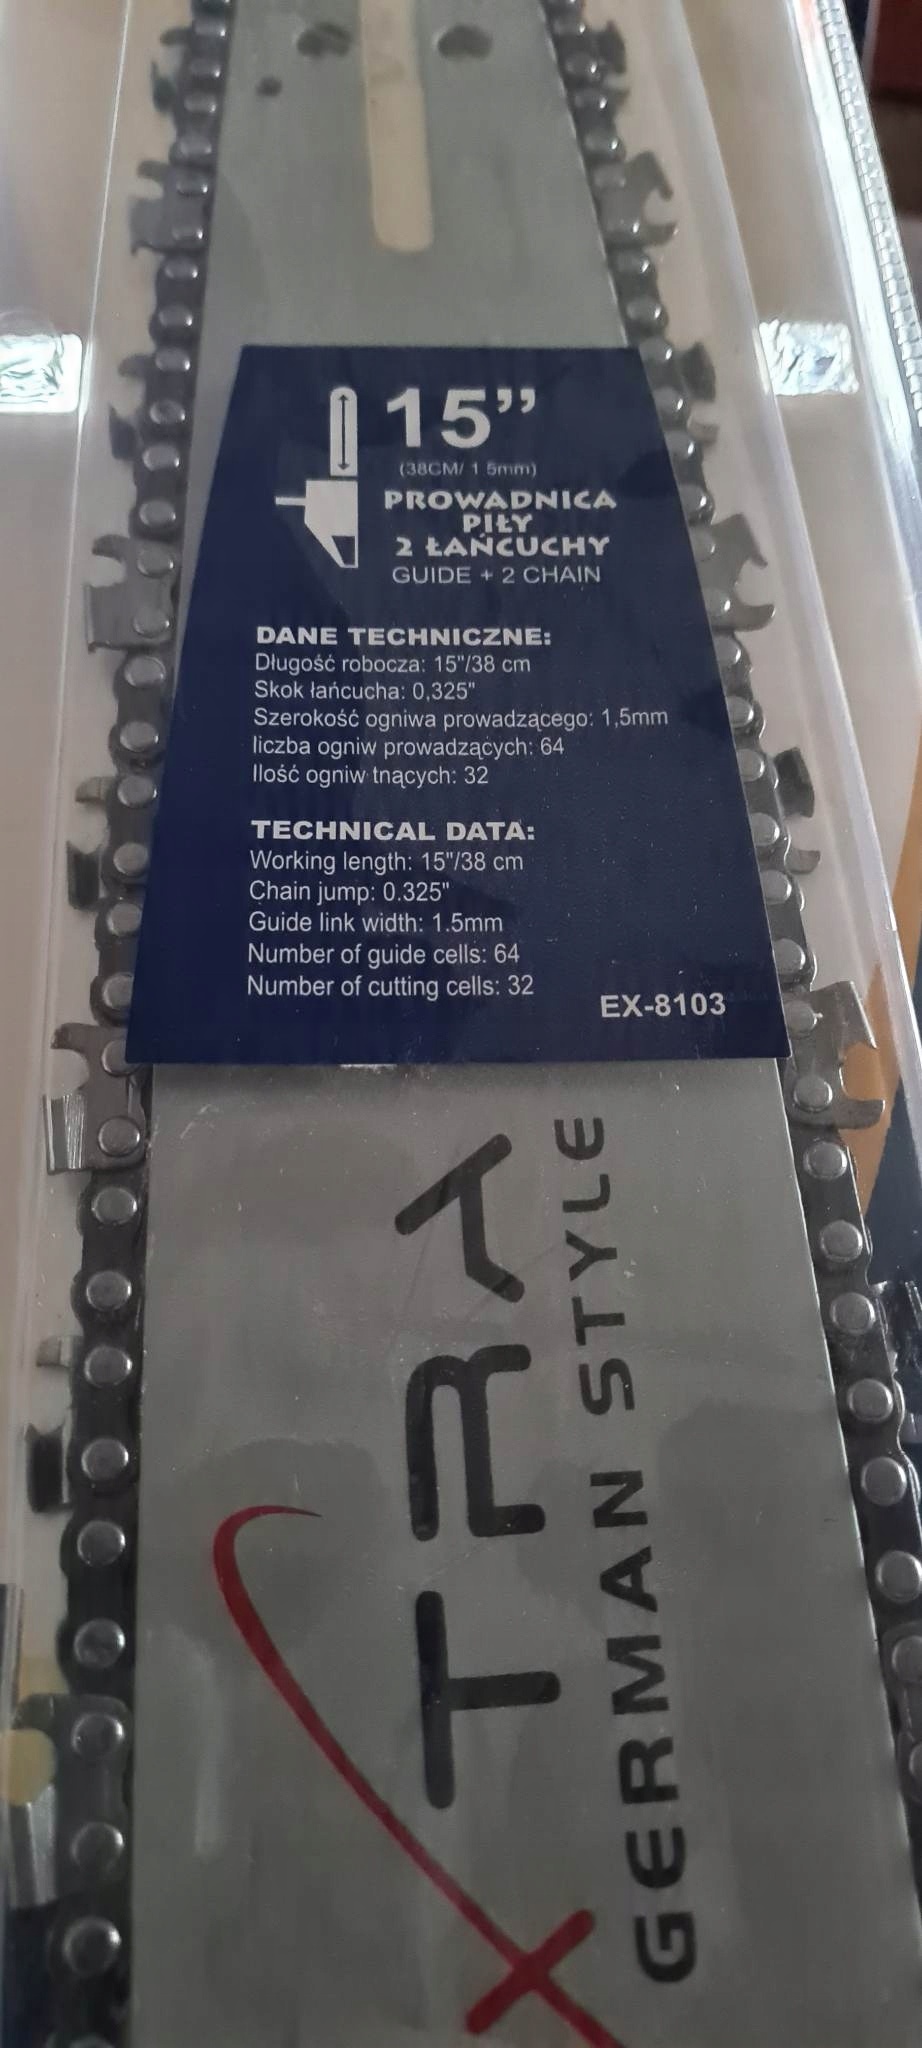 15”
(38CM/ 1 5mm)
PROWADNICA
PIŁY
2 ŁAŃCUCHY
GUIDE + 2 CHAIN
DANE TECHNICZNE:
Długość robocza: 15"/38 cm
Skok łańcucha: 0,325"
Szerokość ogniwa prowadzącego: 1,5mm
liczba ogniw prowadzących: 64
Ilość ogniw tnących: 32
TECHNICAL DATA:
Working length: 15"/38 cm
Chain jump: 0.325"
Guide link width: 1.5mm
Number of guide cells: 64
Number of cutting cells: 32
EX-8103
XTRA
GERMAN STYLE